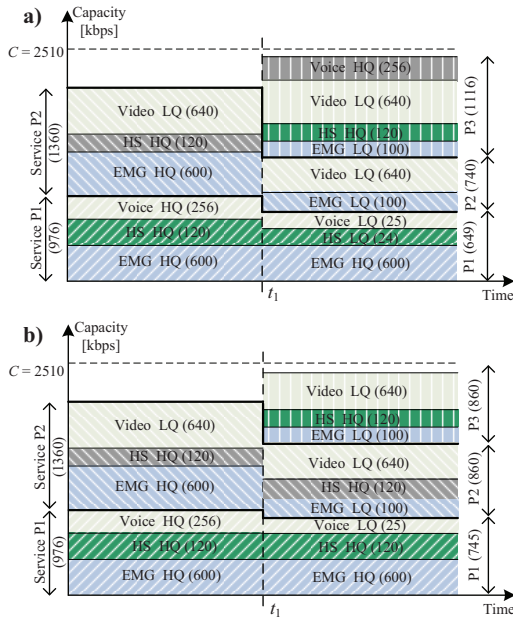 a)
Capacity
[kbps]
C = 2510
Service P2
(1360)
Service P1
(976)
Video LQ (640)
HS HQ (120)
EMG HQ (600)
Voice HQ (256)
HS HQ (120)
EMG HQ (600)
Voice HQ (256)
Video LQ (640)
HS HQ (120)
EMG LQ (100)
Video LQ (640)
EMG LQ (100)
Voice LQ (25)
HS LQ (24)
EMG HQ (600)
P3 (1116)
P2 (740)
P1 (649)
t1
Time
b)
Capacity
[kbps]
C = 2510
Service P2
(1360)
Service P1
(976)
Video LQ (640)
HS HQ (120)
EMG HQ (600)
Voice HQ (256)
HS HQ (120)
EMG HQ (600)
Video LQ (640)
HS HQ (120)
EMG LQ (100)
Video LQ (640)
HS HQ (120)
EMG LQ (100)
Voice LQ (25)
HS HQ (120)
EMG HQ (600)
P3 (860)
P2 (860)
P1 (745)
t1
Time